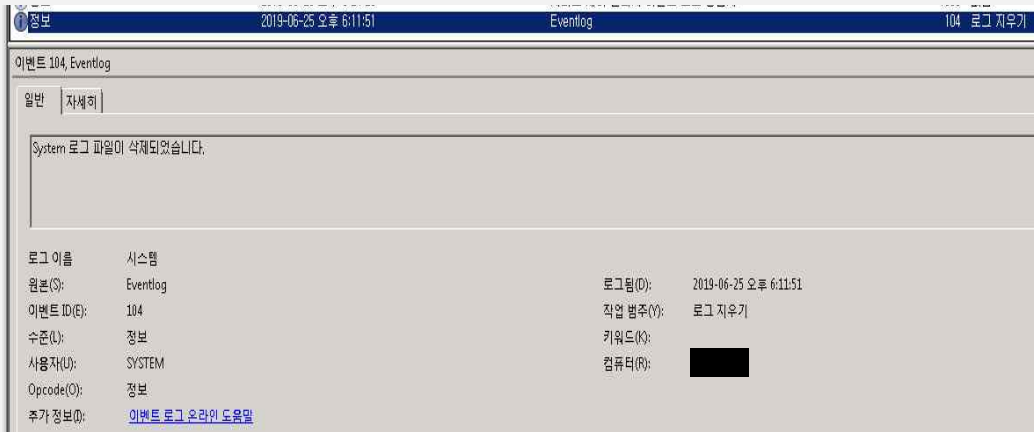 정보 2019-06-25 오후 6:11:51 Eventlog 104 로그 지우기
이벤트 104, Eventlog
일반 자세히
System 로그 파일이 삭제되었습니다.
로그 이름 시스템
원본(S): Eventlog 로그됨(D): 2019-06-25 오후 6:11:51
이벤트 ID(E): 104 작업 범주(Y): 로그 지우기
수준(L): 정보 키워드(K):
사용자(U): SYSTEM 컴퓨터(R):
Opcode(O): 정보
추가 정보(I): 이벤트 로그 온라인 도움말